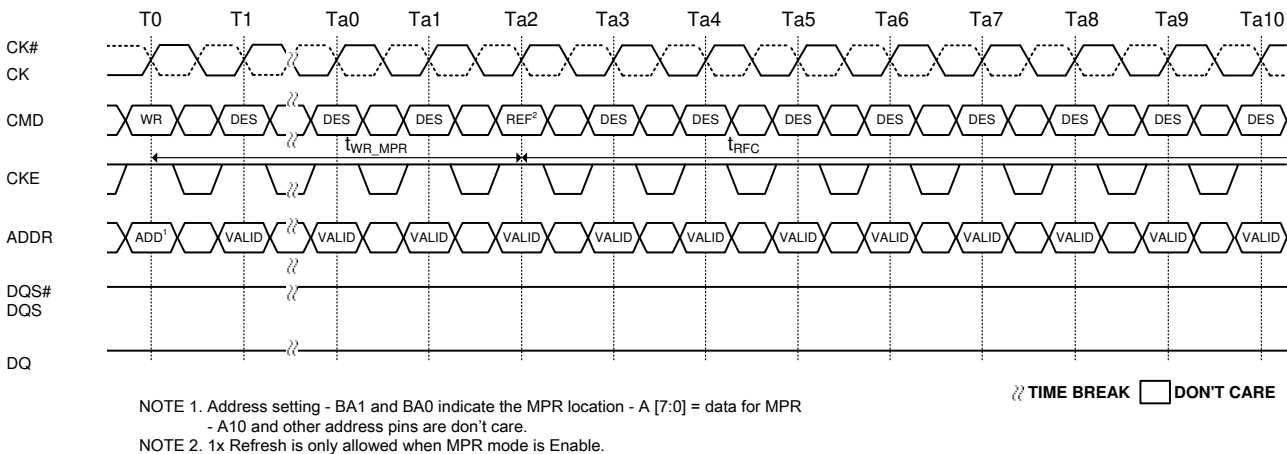 T0 T1 Ta0 Ta1 Ta2 Ta3 Ta4 Ta5 Ta6 Ta7 Ta8 Ta9 Ta10
CK#
CK
CMD WR DES DES DES REF² DES DES DES DES DES DES DES DES
tWR_MPR tRFC
CKE
ADDR ADD¹ VALID VALID VALID VALID VALID VALID VALID VALID VALID VALID VALID VALID
DQS#
DQS
DQ
TIME BREAK DON'T CARE
NOTE 1. Address setting - BA1 and BA0 indicate the MPR location - A [7:0] = data for MPR
- A10 and other address pins are don’t care.
NOTE 2. 1x Refresh is only allowed when MPR mode is Enable.